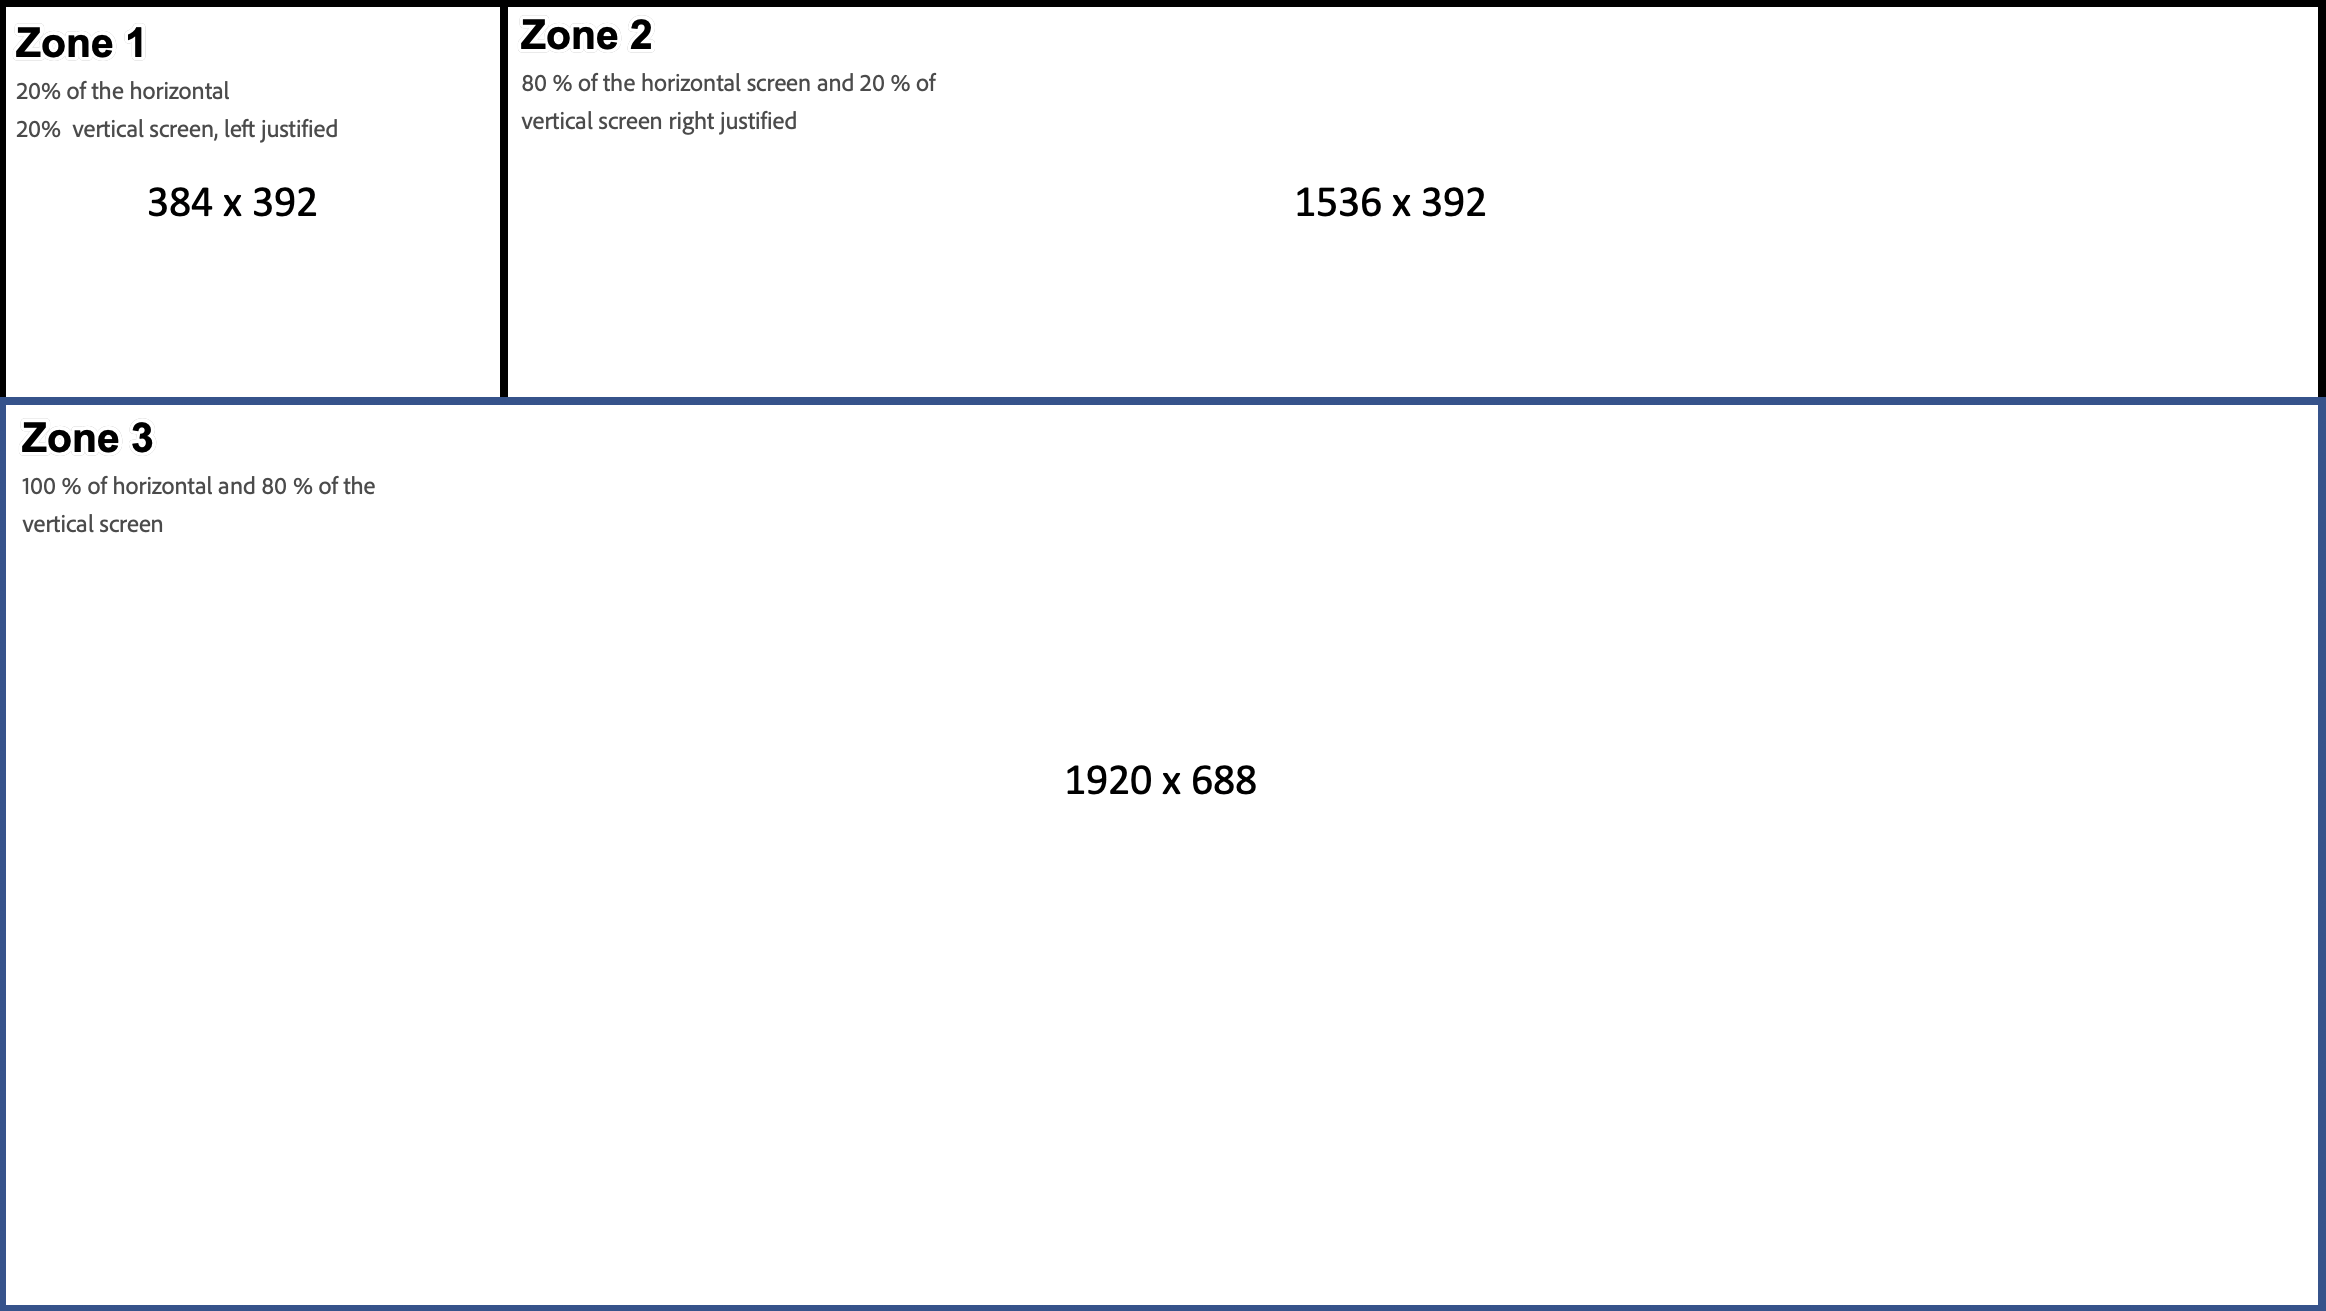 Zone 1
20% of the horizontal
20%  vertical screen, left justified
384 x 392
Zone 2
80 % of the horizontal screen and 20 % of
vertical screen right justified
1536 x 392
Zone 3
100 % of horizontal and 80 % of the
vertical screen
1920 x 688